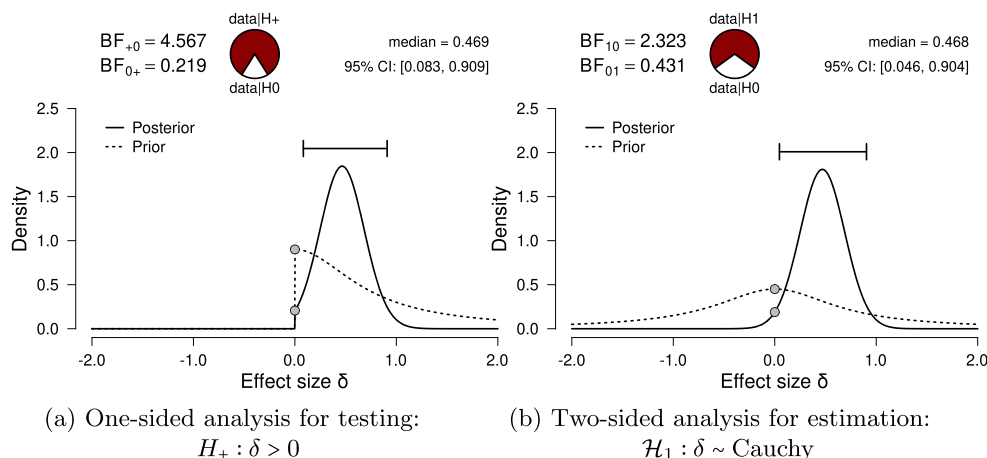 data|H+
BF₊₀ = 4.567
BF₀₊ = 0.219
data|H0
median = 0.469
95% CI: [0.083, 0.909]
2.5
2.0
1.5
1.0
0.5
0.0
Density
Posterior
Prior
-2.0 -1.0 0.0 1.0 2.0
Effect size δ
(a) One-sided analysis for testing:
H₊ : δ > 0
data|H1
BF₁₀ = 2.323
BF₀₁ = 0.431
data|H0
median = 0.468
95% CI: [0.046, 0.904]
2.5
2.0
1.5
1.0
0.5
0.0
Density
Posterior
Prior
-2.0 -1.0 0.0 1.0 2.0
Effect size δ
(b) Two-sided analysis for estimation:
ℋ₁ : δ ~ Cauchy